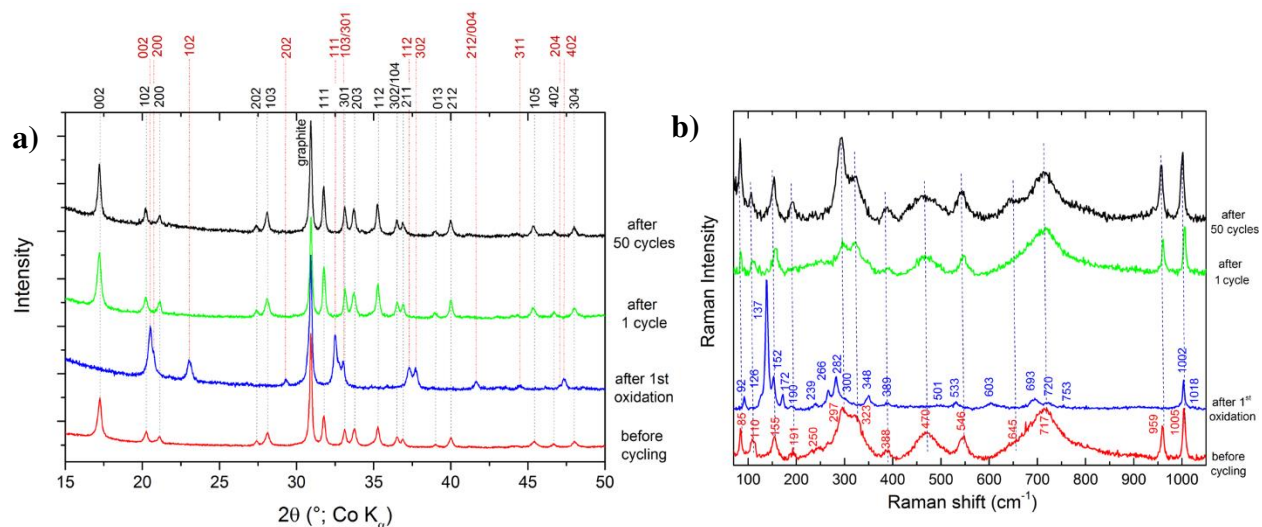 a)
002
200
102
202
111
103/301
112
302
212/004
311
204
402
002
102
200
202
103
111
301
203
112
302/104
211
013
212
105
402
304
graphite
Intensity
after
50 cycles
after
1 cycle
after 1st
oxidation
before
cycling
15 20 25 30 35 40 45 50
2θ (°; Co Kα)
b)
Raman Intensity
after
50 cycles
after
1 cycle
92
126
137
152
172
190
239
266
282
300
348
389
501
533
603
693
720
753
1002
1018
after 1st
oxidation
85
110
155
191
250
297
323
388
470
546
645
717
959
1005
before
cycling
100 200 300 400 500 600 700 800 900 1000
Raman shift (cm-1)